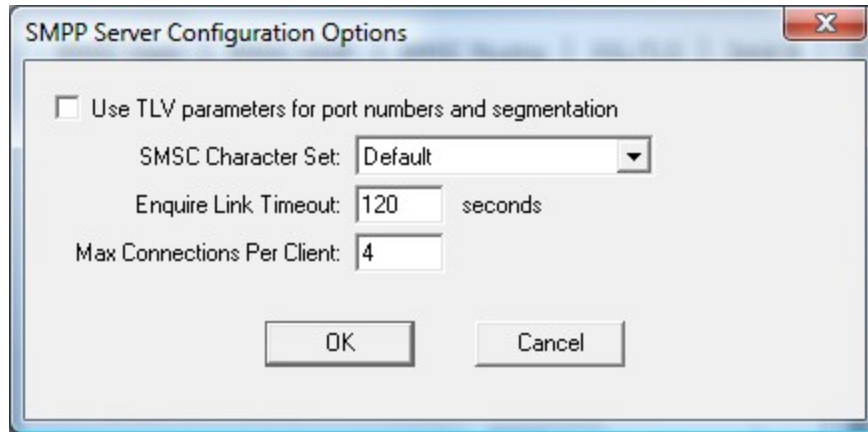 SMPP Server Configuration Options
Use TLV parameters for port numbers and segmentation
SMSC Character Set: Default
Enquire Link Timeout: 120 seconds
Max Connections Per Client: 4
OK Cancel